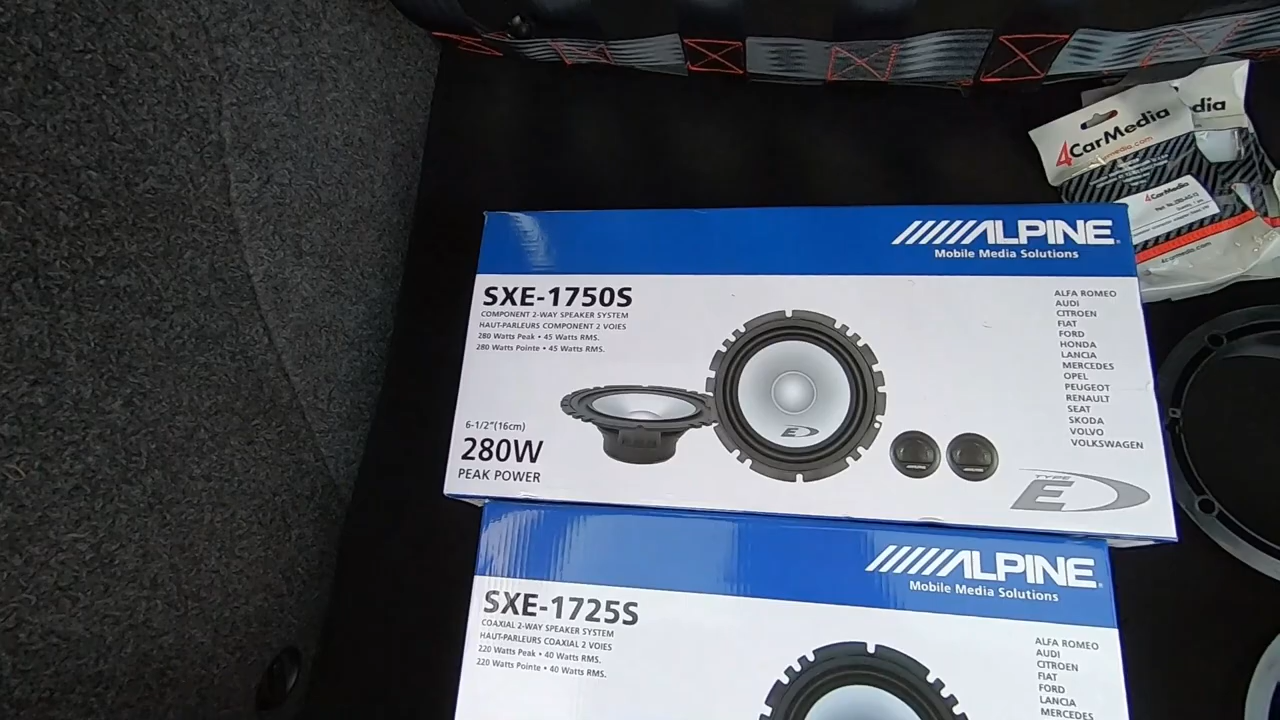 4CarMedia
dia
4CarMedia
ALPINE
Mobile Media Solutions
SXE-1750S
COMPONENT 2-WAY SPEAKER SYSTEM
HAUT-PARLEURS COMPONENT 2 VOIES
280 Watts Peak • 45 Watts RMS.
280 Watts Pointe • 45 Watts RMS.
6-1/2"(16cm)
280W
PEAK POWER
ALFA ROMEO
AUDI
CITROEN
FIAT
FORD
HONDA
LANCIA
MERCEDES
OPEL
PEUGEOT
RENAULT
SEAT
SKODA
VOLVO
VOLKSWAGEN
TYPE
E
ALPINE
Mobile Media Solutions
SXE-1725S
COAXIAL 2-WAY SPEAKER SYSTEM
HAUT-PARLEURS COAXIAL 2 VOIES
220 Watts Peak • 40 Watts RMS.
220 Watts Pointe • 40 Watts RMS.
ALFA ROMEO
AUDI
CITROEN
FIAT
FORD
LANCIA
MERCEDES